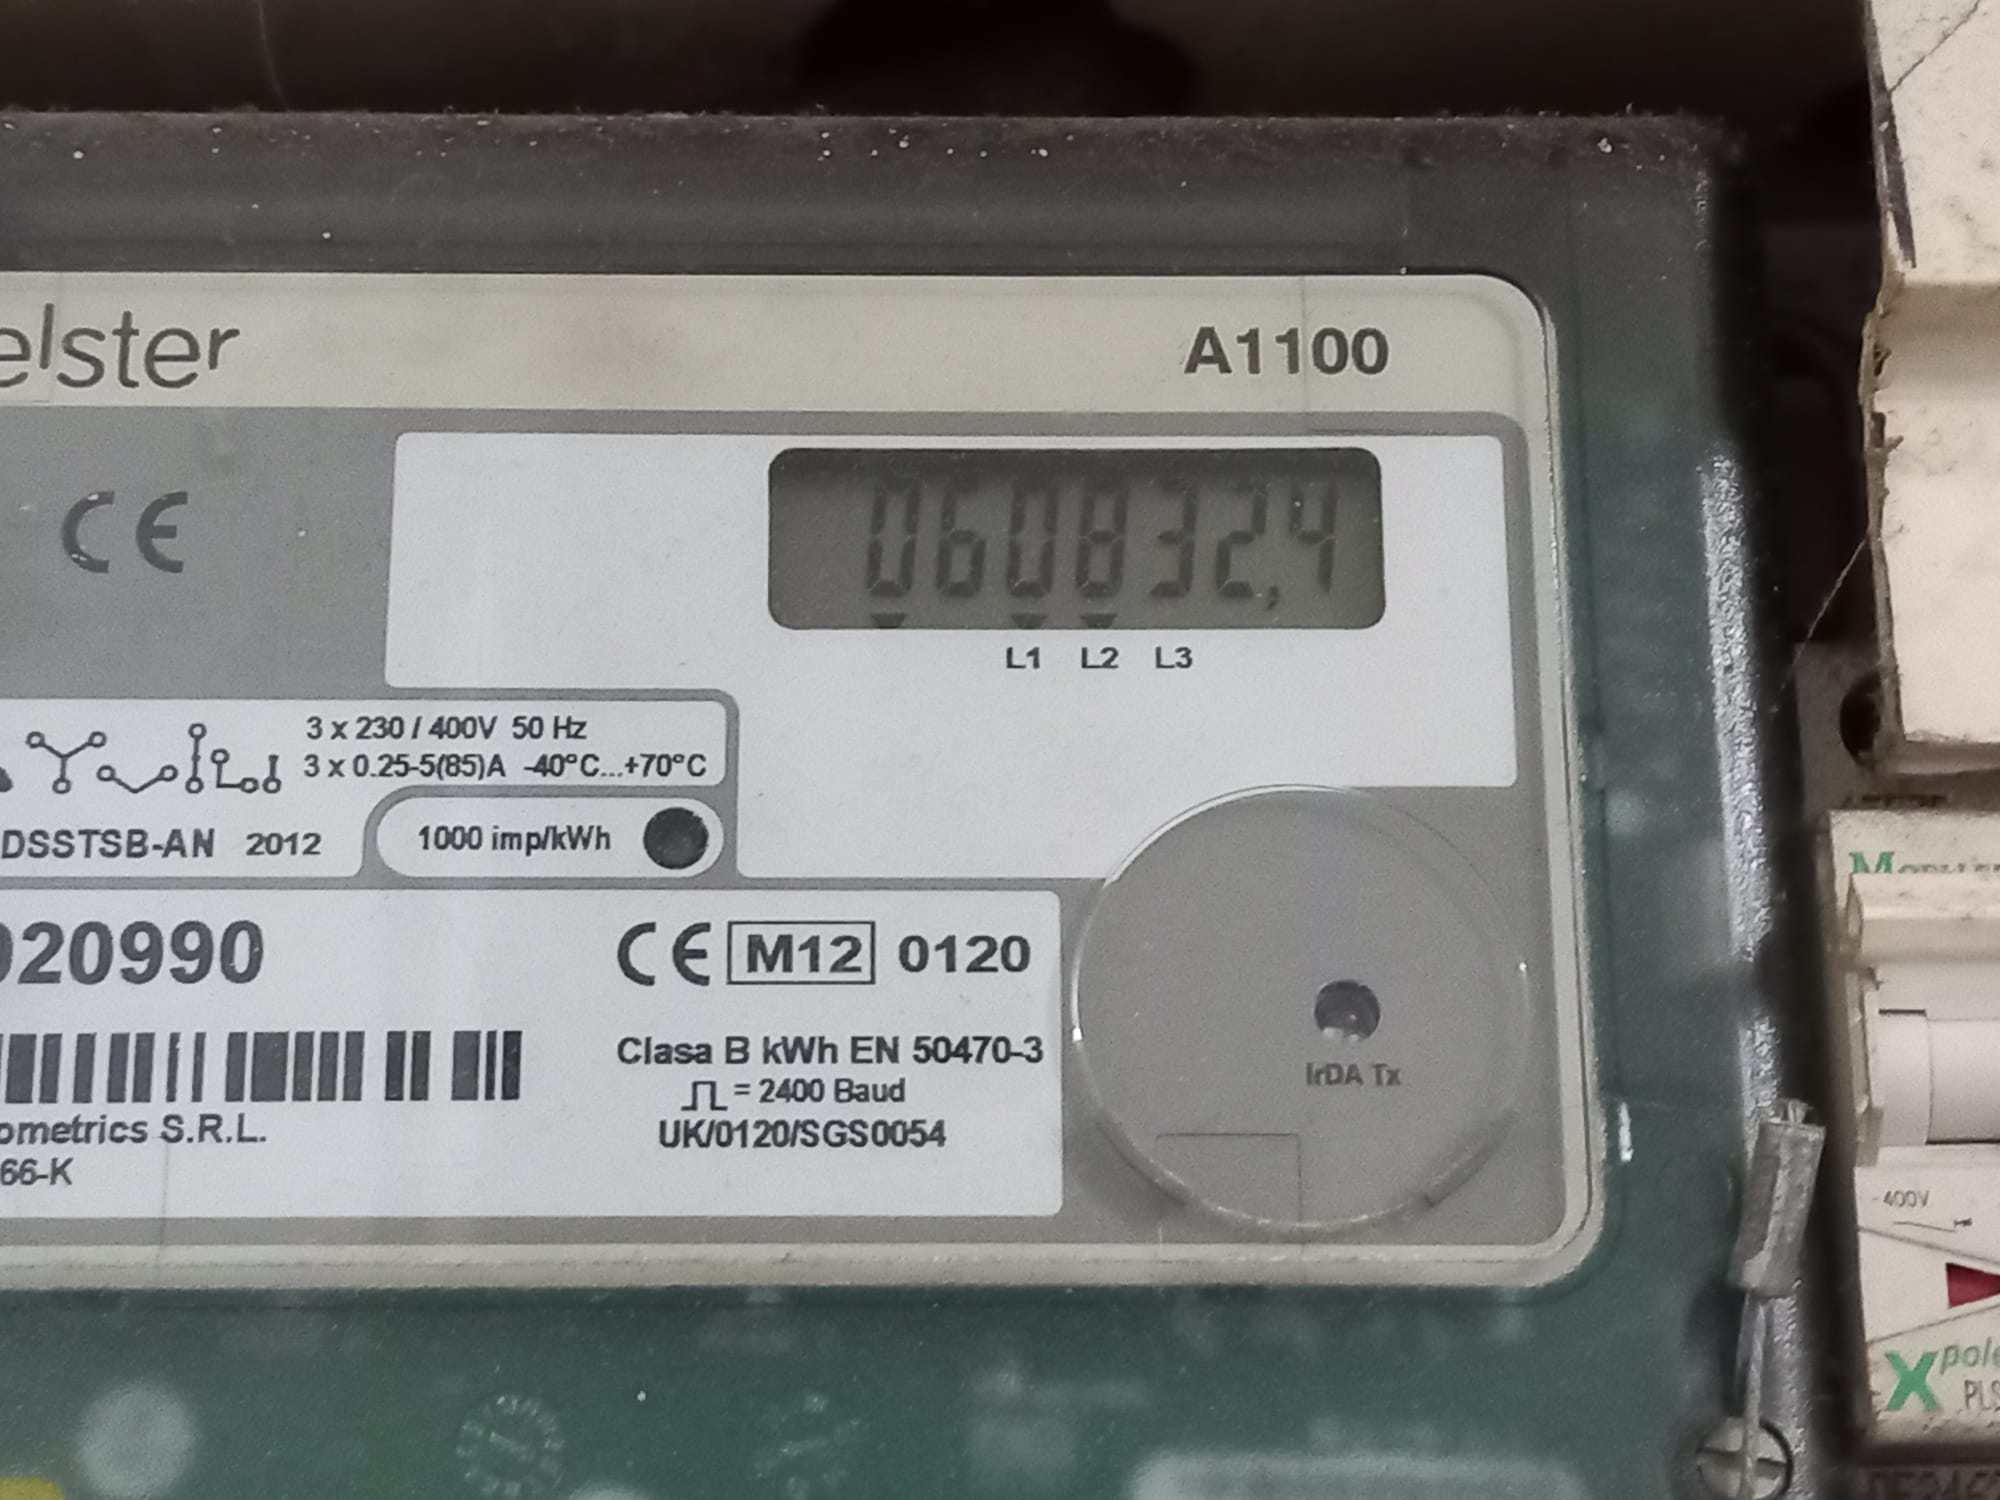 elster
A1100
CE
060832,4
L1 L2 L3
3 x 230 / 400V 50 Hz
3 x 0.25-5(85)A -40°C...+70°C
DSSTSB-AN 2012
1000 imp/kWh
020990
CE M12 0120
Clasa B kWh EN 50470-3
= 2400 Baud
UK/0120/SGS0054
ometrics S.R.L.
66-K
IrDA Tx
400V
Xpole
PLS